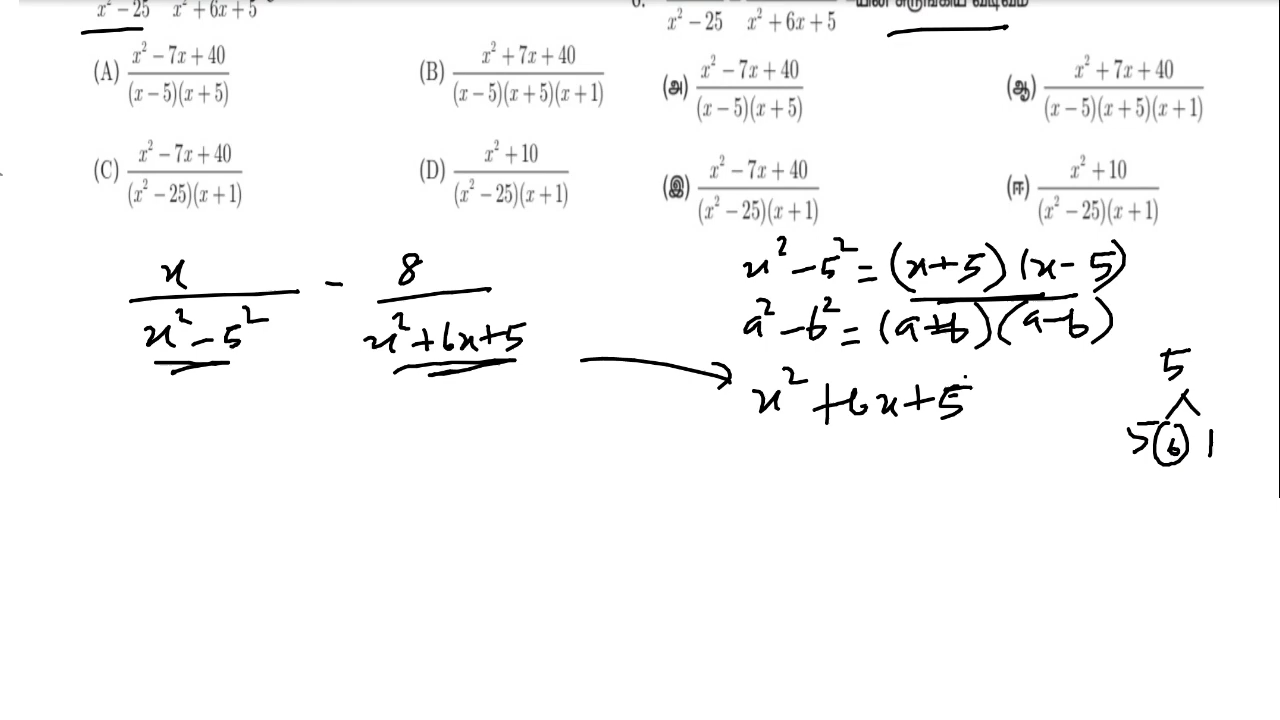 x² − 25 x² + 6x + 5
(A) x² − 7x + 40 / (x − 5)(x + 5)
(B) x² + 7x + 40 / (x − 5)(x + 5)(x + 1)
(C) x² − 7x + 40 / (x² − 25)(x + 1)
(D) x² + 10 / (x² − 25)(x + 1)
x² − 25 x² + 6x + 5
(அ) x² − 7x + 40 / (x − 5)(x + 5)
(ஆ) x² + 7x + 40 / (x − 5)(x + 5)(x + 1)
(இ) x² − 7x + 40 / (x² − 25)(x + 1)
(ஈ) x² + 10 / (x² − 25)(x + 1)
x / x² − 5² − 8 / x² + 6x + 5
x² − 5² = (x + 5)(x − 5)
a² − b² = (a + b)(a − b)
x² + 6x + 5
5
5 6 1